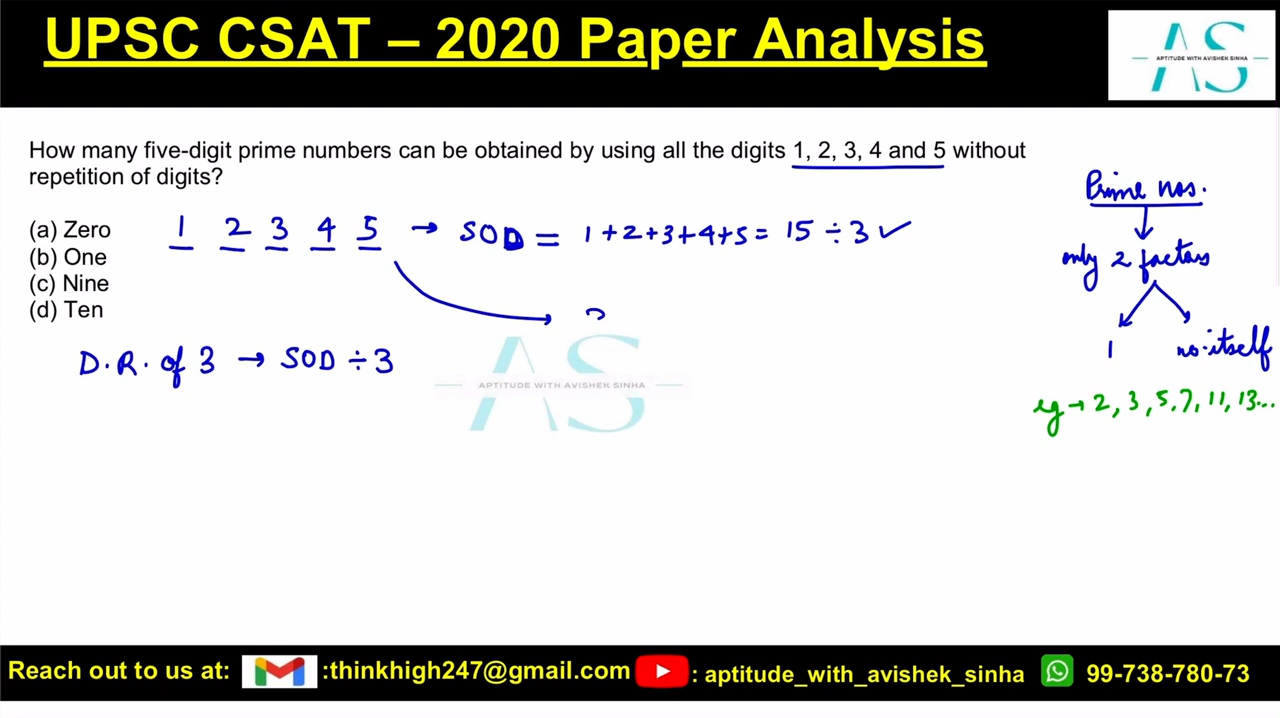 UPSC CSAT – 2020 Paper Analysis
AS
APTITUDE WITH AVISHEK SINHA
How many five-digit prime numbers can be obtained by using all the digits 1, 2, 3, 4 and 5 without
repetition of digits?
(a) Zero
(b) One
(c) Nine
(d) Ten
1 2 3 4 5 → SOD = 1+2+3+4+5 = 15 ÷ 3 ✓
D.R. of 3 → SOD ÷ 3
Prime nos.
only 2 factors
1 no. itself
eg → 2, 3, 5, 7, 11, 13...
AS
APTITUDE WITH AVISHEK SINHA
Reach out to us at: :thinkhigh247@gmail.com : aptitude_with_avishek_sinha 99-738-780-73